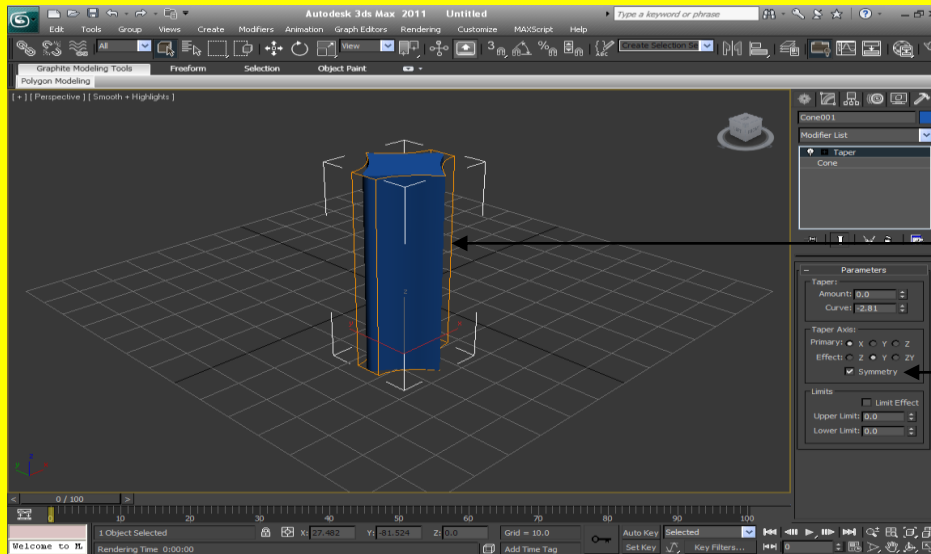 Autodesk 3ds Max 2011 Untitled
Type a keyword or phrase
Edit Tools Group Views Create Modifiers Animation Graph Editors Rendering Customize MAXScript Help
All
View
3
Create Selection Se
Graphite Modeling Tools Freeform Selection Object Paint
Polygon Modeling
[ + ] [ Perspective ] [ Smooth + Highlights ]
Cone001
Modifier List
Taper
Cone
Parameters
Taper:
Amount: 0.0
Curve: -2.81
Taper Axis:
Primary: X Y Z
Effect: Z Y ZY
Symmetry
Limits
Limit Effect
Upper Limit: 0.0
Lower Limit: 0.0
z
0 / 100
0 10 20 30 40 50 60 70 80 90 100
1 Object Selected
X: 27.482 Y: -81.524 Z: 0.0
Grid = 10.0
Auto Key Selected
Welcome to M
Rendering Time 0:00:00
Add Time Tag
Set Key Key Filters...
0